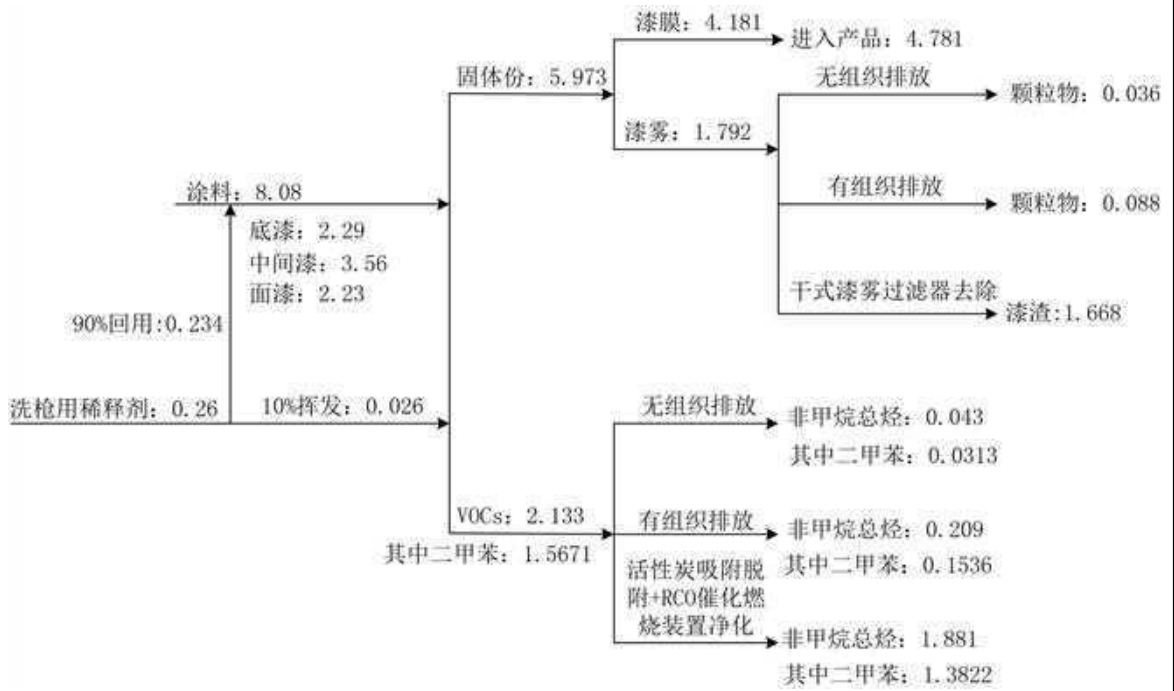 漆膜：4.181
进入产品：4.781
固体份：5.973
无组织排放
颗粒物：0.036
漆雾：1.792
涂料：8.08
有组织排放
颗粒物：0.088
底漆：2.29
中间漆：3.56
面漆：2.23
干式漆雾过滤器去除
漆渣:1.668
90%回用:0.234
洗枪用稀释剂：0.26
10%挥发：0.026
无组织排放
非甲烷总烃：0.043
其中二甲苯：0.0313
VOCs：2.133
其中二甲苯：1.5671
有组织排放
非甲烷总烃：0.209
其中二甲苯：0.1536
活性炭吸附脱
附+RCO催化燃
烧装置净化
非甲烷总烃：1.881
其中二甲苯：1.3822